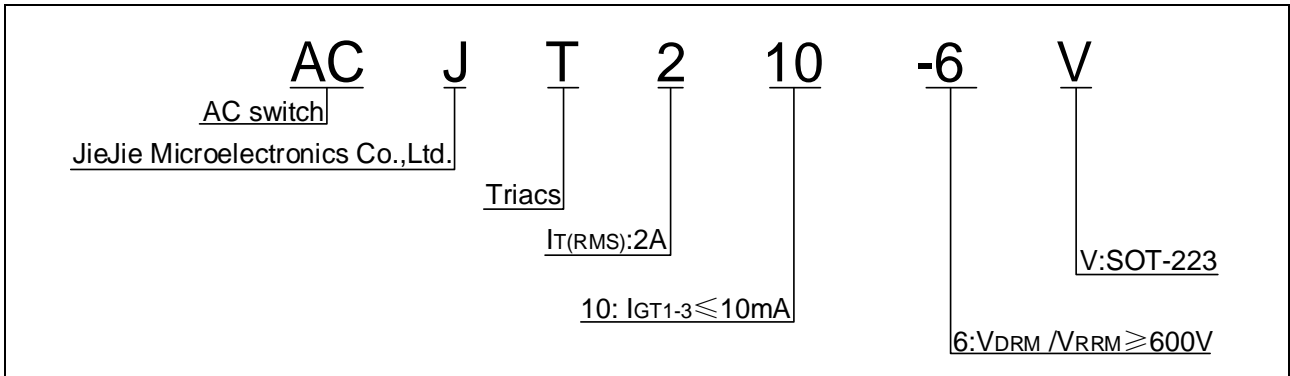 AC J T 2 10 -6 V
AC switch
JieJie Microelectronics Co.,Ltd.
Triacs
IT(RMS):2A
V:SOT-223
10: IGT1-3≤10mA
6:VDRM /VRRM≥600V